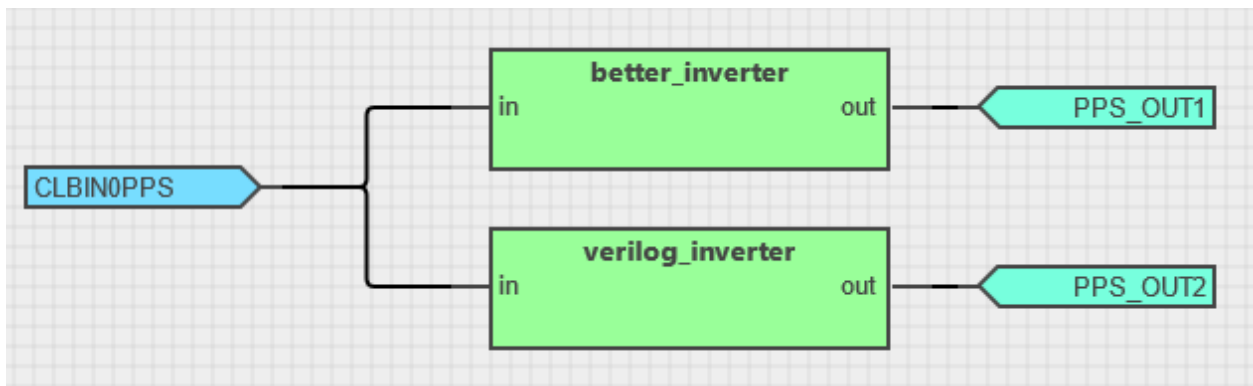 better_inverter
in
out
PPS_OUT1
CLBIN0PPS
verilog_inverter
in
out
PPS_OUT2